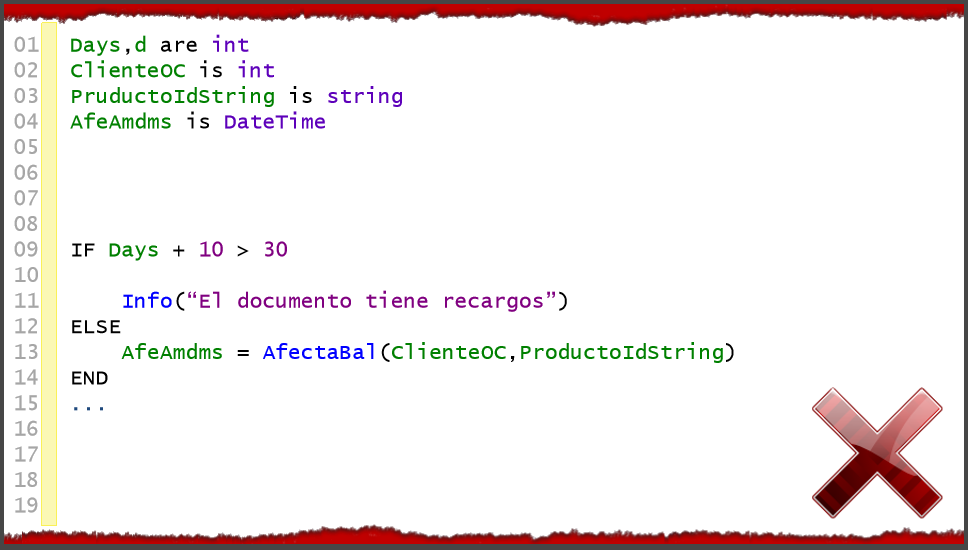 01 Days,d are int
02 ClienteOC is int
03 PruductoIdString is string
04 AfeAmdms is DateTime
05
06
07
08
09 IF Days + 10 > 30
10
11 Info(“El documento tiene recargos”)
12 ELSE
13 AfeAmdms = AfectaBal(ClienteOC,ProductoIdString)
14 END
15 ...
16
17
18
19